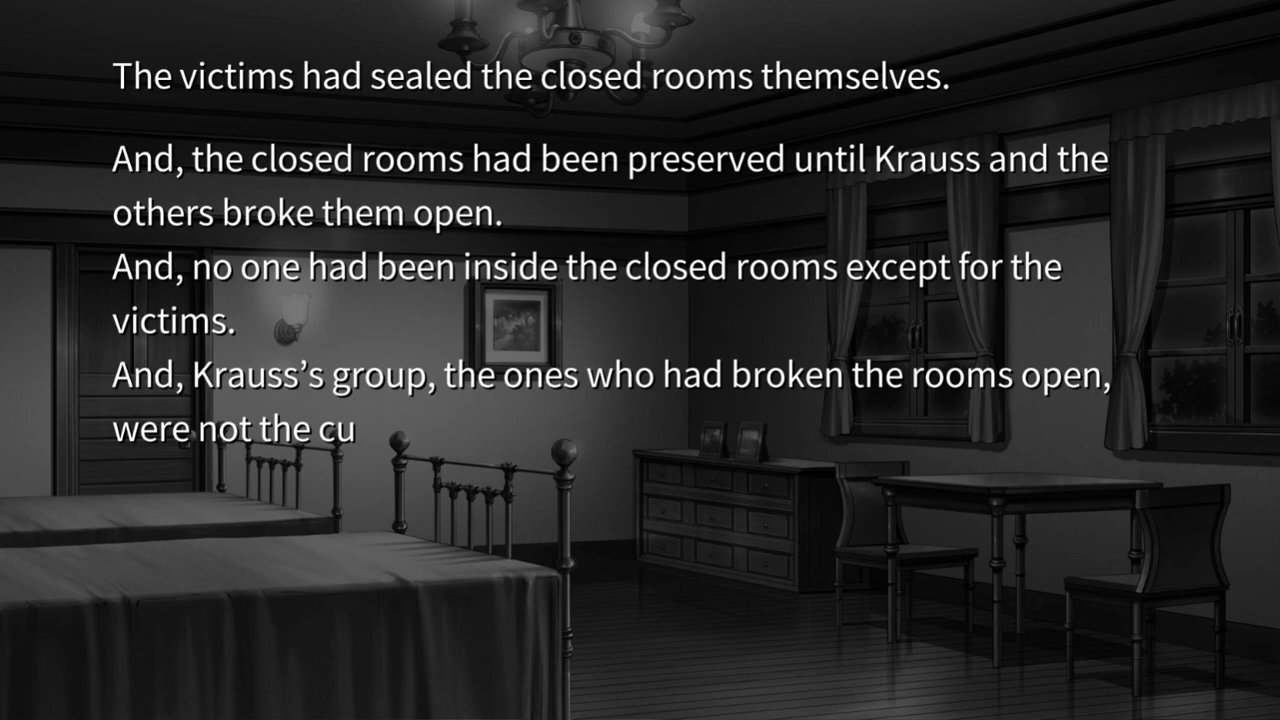 The victims had sealed the closed rooms themselves.
And, the closed rooms had been preserved until Krauss and the
others broke them open.
And, no one had been inside the closed rooms except for the
victims.
And, Krauss’s group, the ones who had broken the rooms open,
were not the cu